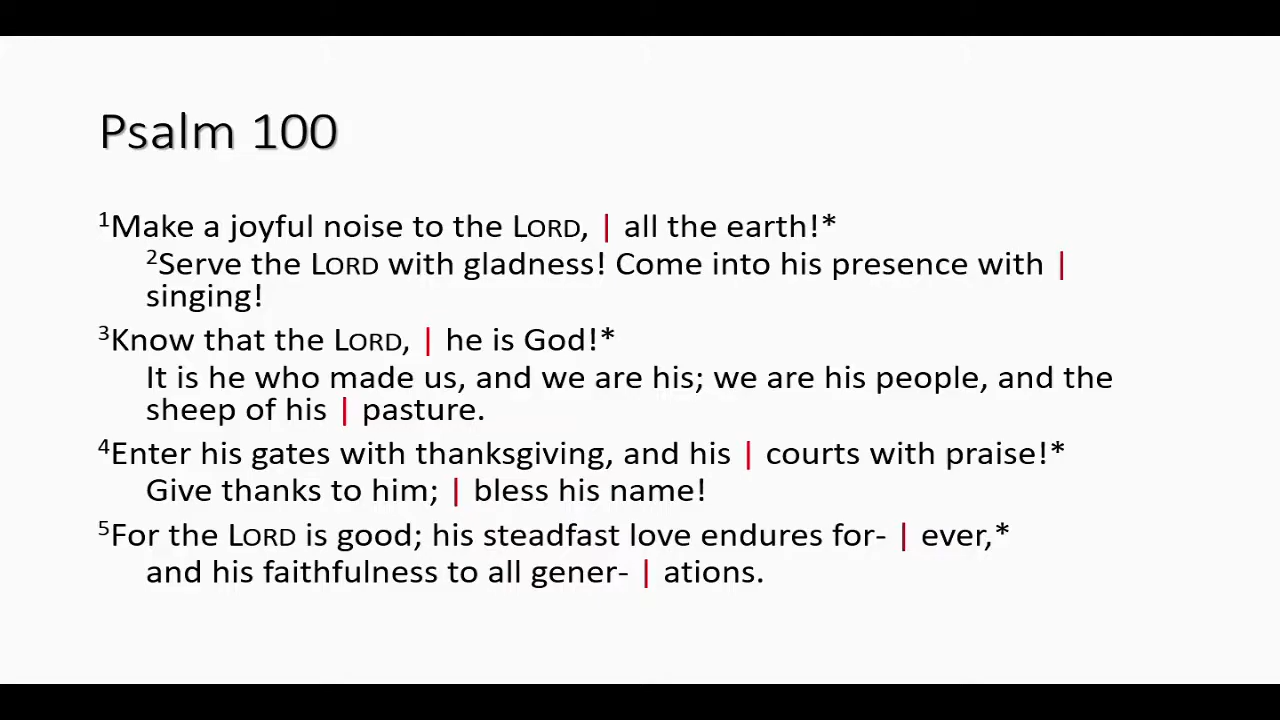 Psalm 100
¹Make a joyful noise to the LORD, | all the earth!*
²Serve the LORD with gladness! Come into his presence with |
singing!
³Know that the LORD, | he is God!*
It is he who made us, and we are his; we are his people, and the
sheep of his | pasture.
⁴Enter his gates with thanksgiving, and his | courts with praise!*
Give thanks to him; | bless his name!
⁵For the LORD is good; his steadfast love endures for- | ever,*
and his faithfulness to all gener- | ations.